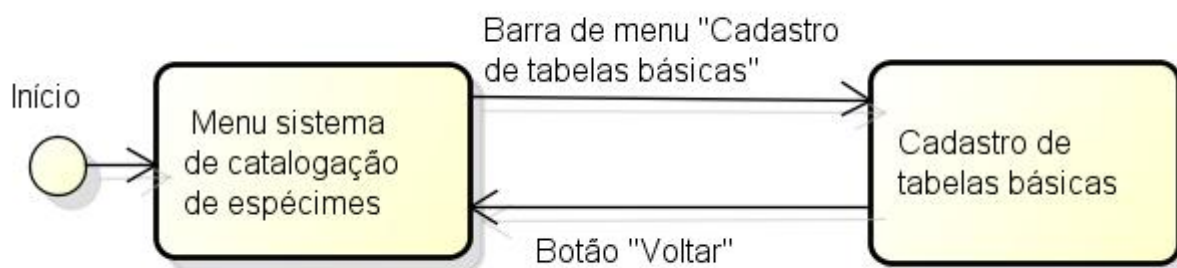 Início
Menu sistema
de catalogação
de espécimes
Barra de menu "Cadastro
de tabelas básicas"
Botão "Voltar"
Cadastro de
tabelas básicas